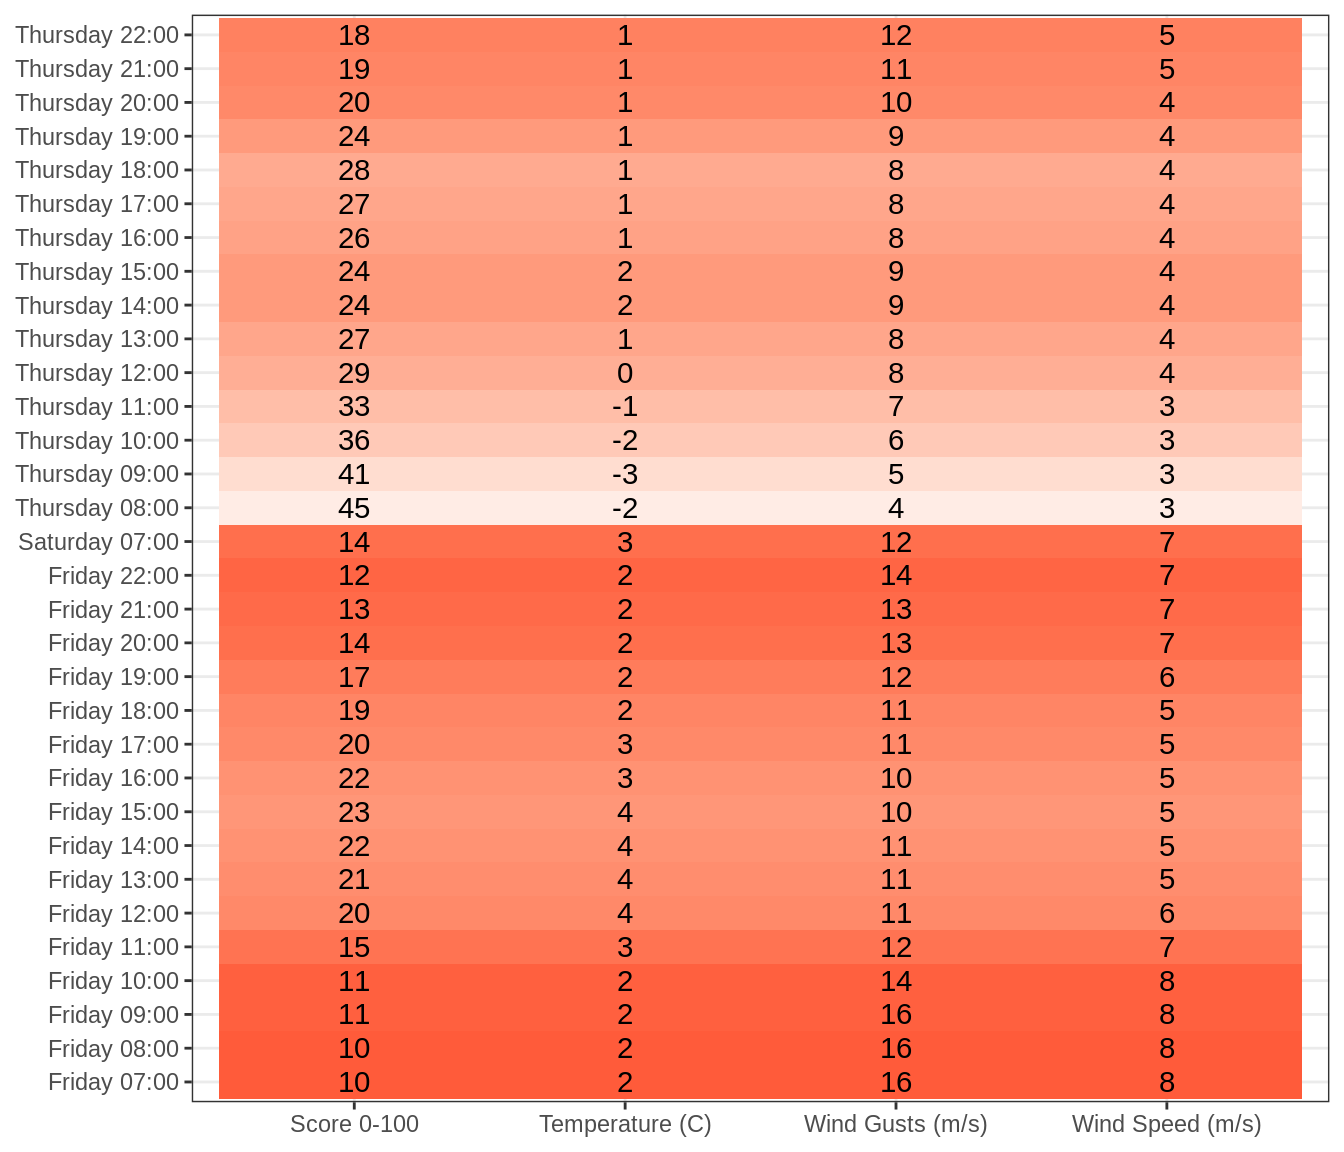 Thursday 22:00 18 1 12 5
Thursday 21:00 19 1 11 5
Thursday 20:00 20 1 10 4
Thursday 19:00 24 1 9 4
Thursday 18:00 28 1 8 4
Thursday 17:00 27 1 8 4
Thursday 16:00 26 1 8 4
Thursday 15:00 24 2 9 4
Thursday 14:00 24 2 9 4
Thursday 13:00 27 1 8 4
Thursday 12:00 29 0 8 4
Thursday 11:00 33 -1 7 3
Thursday 10:00 36 -2 6 3
Thursday 09:00 41 -3 5 3
Thursday 08:00 45 -2 4 3
Saturday 07:00 14 3 12 7
Friday 22:00 12 2 14 7
Friday 21:00 13 2 13 7
Friday 20:00 14 2 13 7
Friday 19:00 17 2 12 6
Friday 18:00 19 2 11 5
Friday 17:00 20 3 11 5
Friday 16:00 22 3 10 5
Friday 15:00 23 4 10 5
Friday 14:00 22 4 11 5
Friday 13:00 21 4 11 5
Friday 12:00 20 4 11 6
Friday 11:00 15 3 12 7
Friday 10:00 11 2 14 8
Friday 09:00 11 2 16 8
Friday 08:00 10 2 16 8
Friday 07:00 10 2 16 8
Score 0-100 Temperature (C) Wind Gusts (m/s) Wind Speed (m/s)